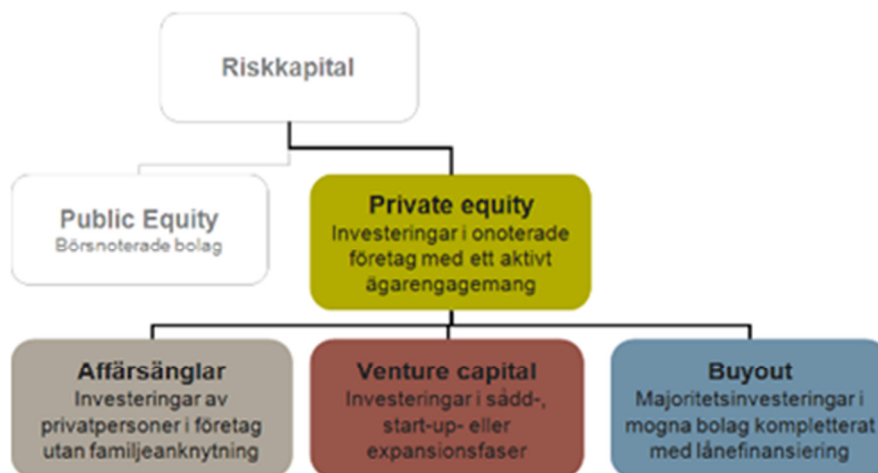 Riskkapital
Public Equity
Börsnoterade bolag
Private equity
Investeringar i onoterade
företag med ett aktivt
ägarengagemang
Affärsänglar
Investeringar av
privatpersoner i företag
utan familjeanknytning
Venture capital
Investeringar i sådd-,
start-up- eller
expansionsfaser
Buyout
Majoritetsinvesteringar i
mogna bolag kompletterat
med lånefinansiering